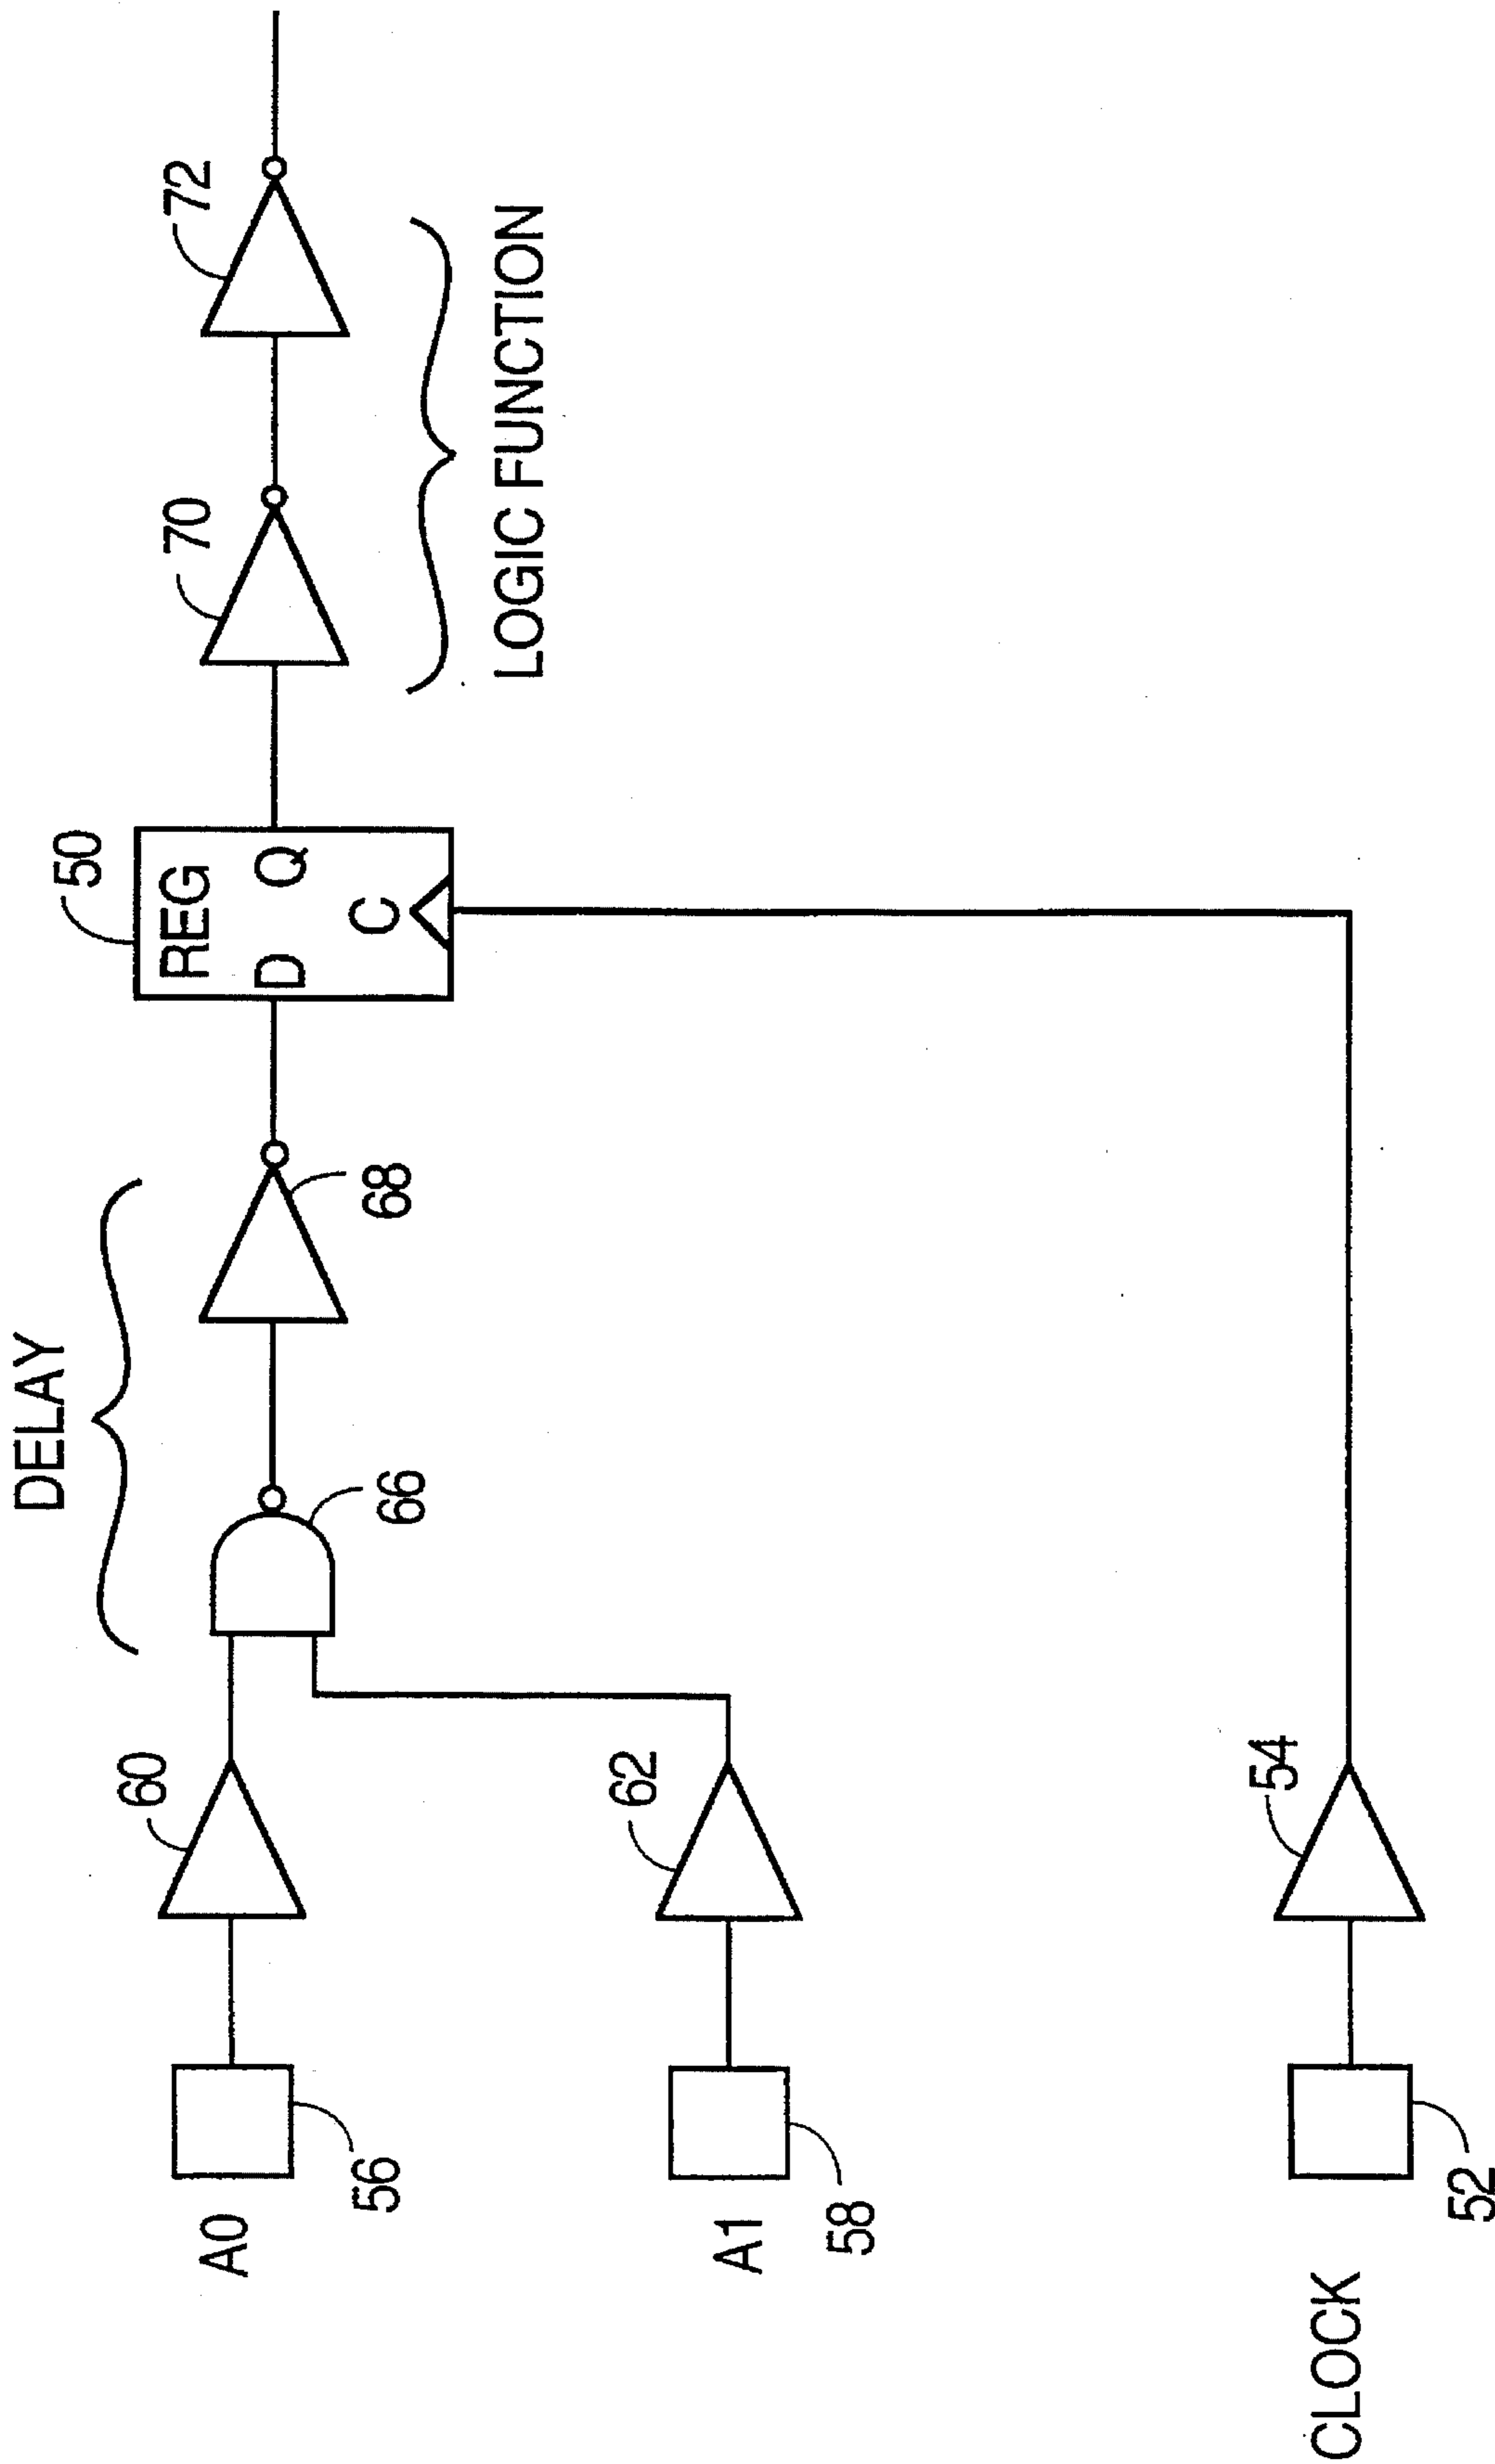 DELAY
50
70
72
60
REG
D
Q
C
66
68
LOGIC FUNCTION
A0
56
62
A1
58
54
CLOCK
52